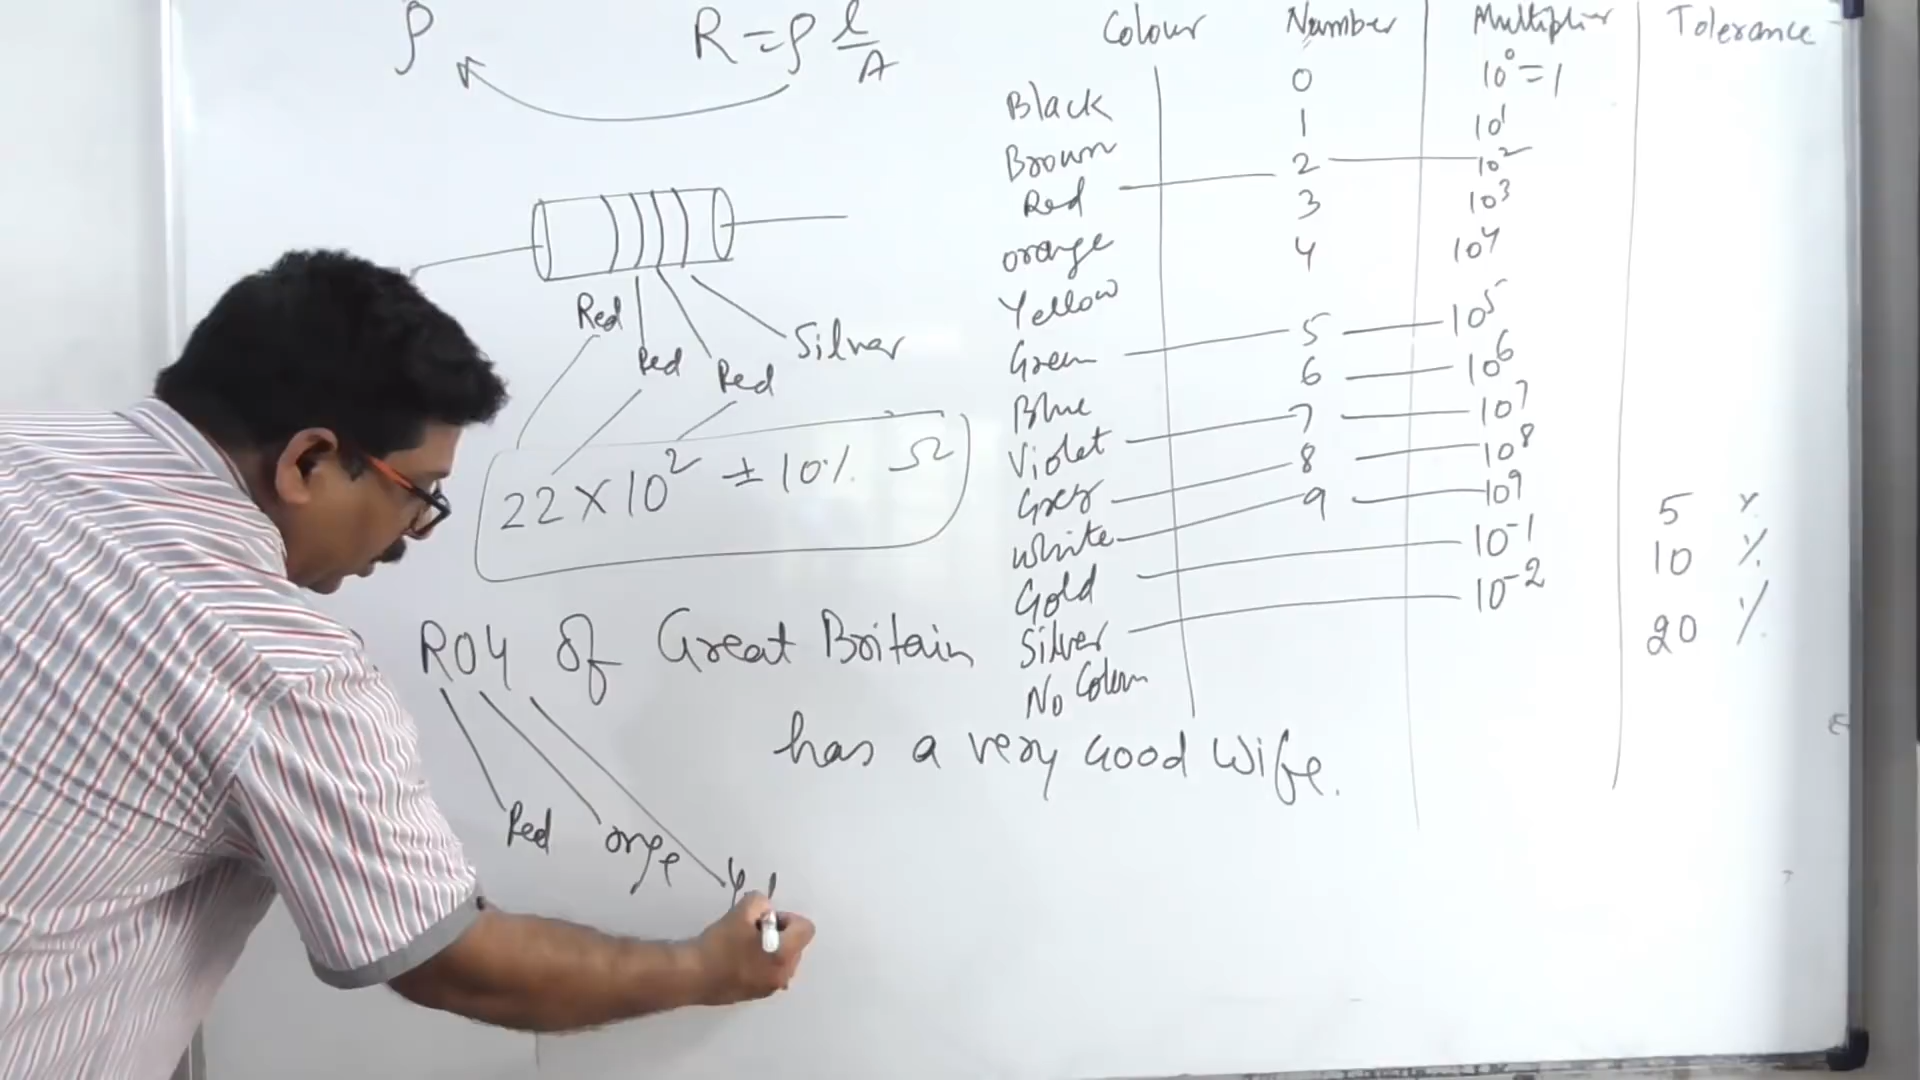 ρ
R = ρ l/A
Red
Red
Red
Silver
22 × 10² ± 10% Ω
ROY of Great Britain
has a very Good Wife.
Red
orge
Colour Number Multiplier Tolerance
Black 0 10⁰ = 1
Brown 1 10¹
Red 2 10²
orange 3 10³
Yellow 4 10⁴
Green 5 10⁵
Blue 6 10⁶
Violet 7 10⁷
Grey 8 10⁸
White 9 10⁹
Gold 10⁻¹ 5 %
Silver 10⁻² 10 %
No Colour 20 %